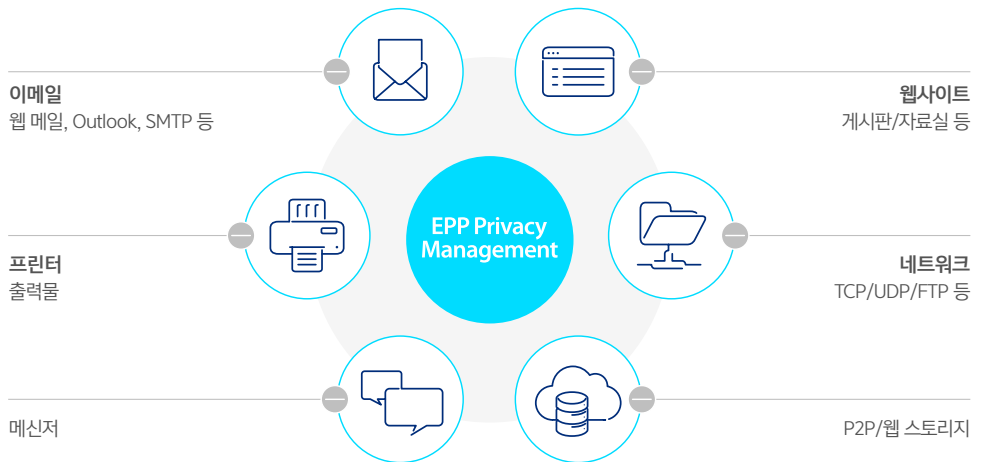 이메일
웹 메일, Outlook, SMTP 등
웹사이트
게시판/자료실 등
EPP Privacy
Management
프린터
출력물
네트워크
TCP/UDP/FTP 등
메신저
P2P/웹 스토리지